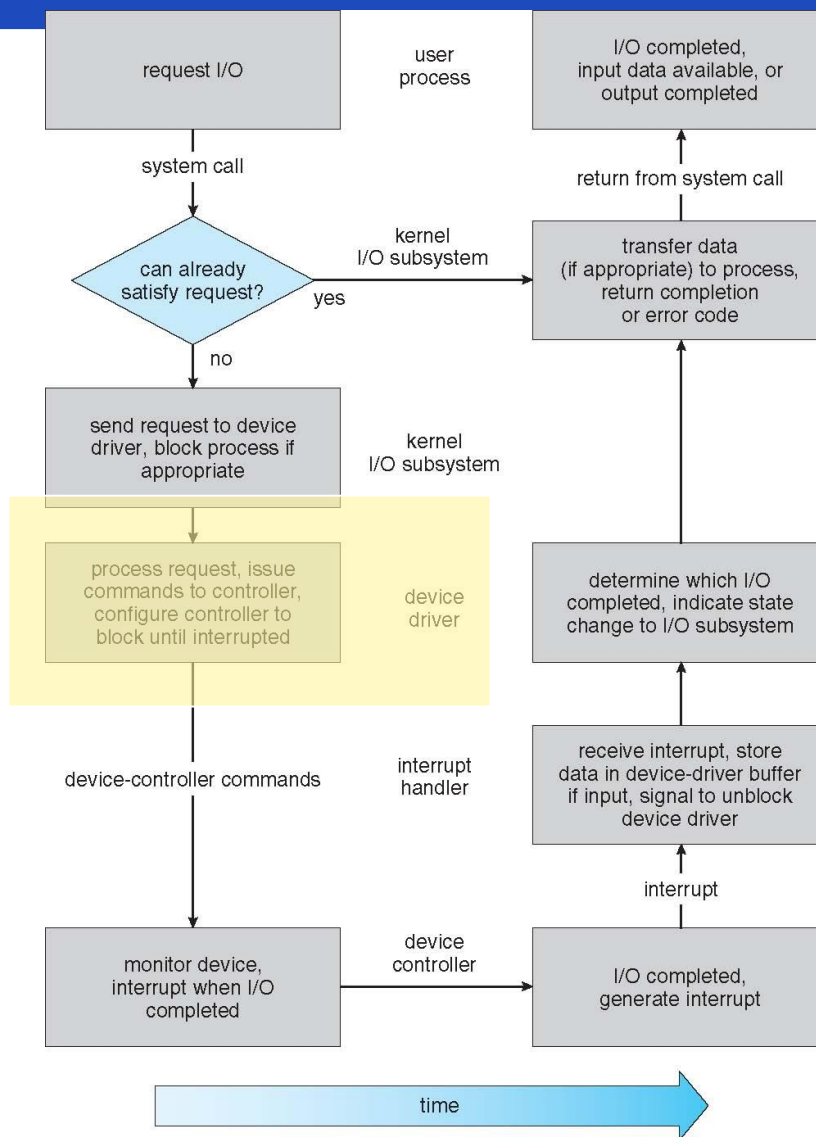 request I/O
user
process
I/O completed,
input data available, or
output completed
system call
return from system call
can already
satisfy request?
yes
no
kernel
I/O subsystem
transfer data
(if appropriate) to process,
return completion
or error code
send request to device
driver, block process if
appropriate
kernel
I/O subsystem
process request, issue
commands to controller,
configure controller to
block until interrupted
device
driver
determine which I/O
completed, indicate state
change to I/O subsystem
device-controller commands
interrupt
handler
receive interrupt, store
data in device-driver buffer
if input, signal to unblock
device driver
interrupt
monitor device,
interrupt when I/O
completed
device
controller
I/O completed,
generate interrupt
time